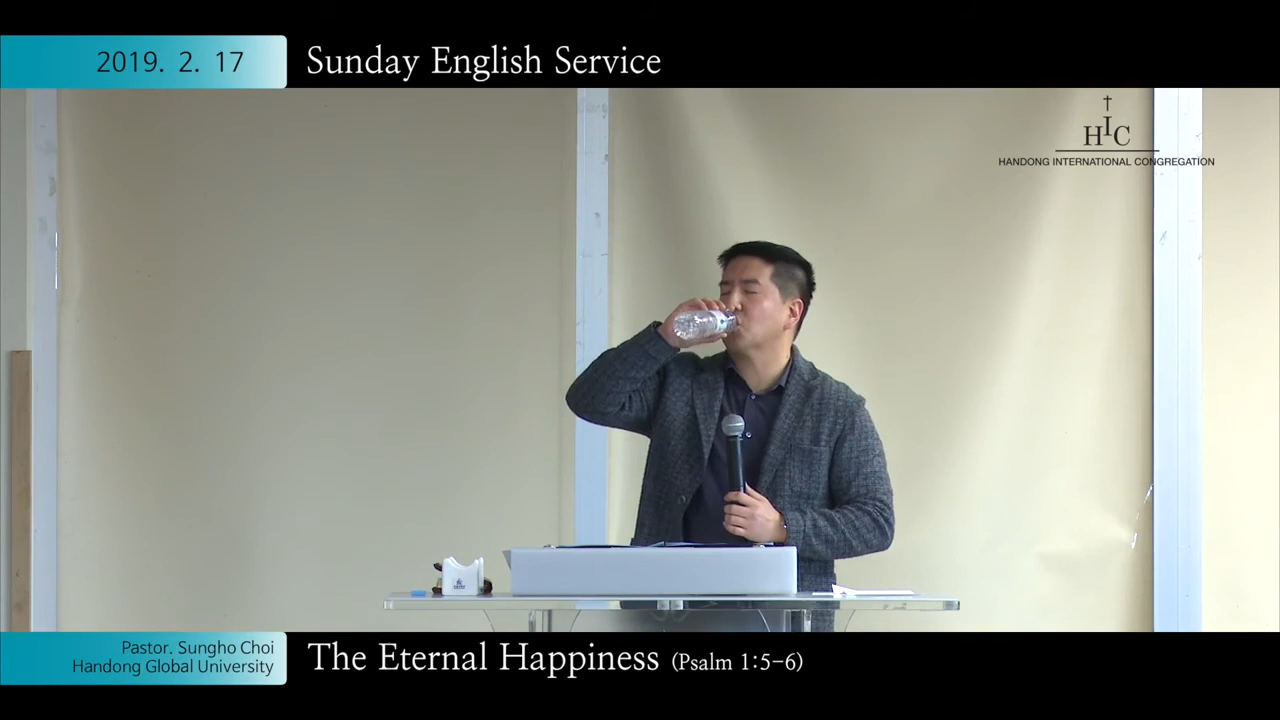 2019. 2. 17
Sunday English Service
HIC
HANDONG INTERNATIONAL CONGREGATION
Pastor. Sungho Choi
Handong Global University
The Eternal Happiness (Psalm 1:5-6)